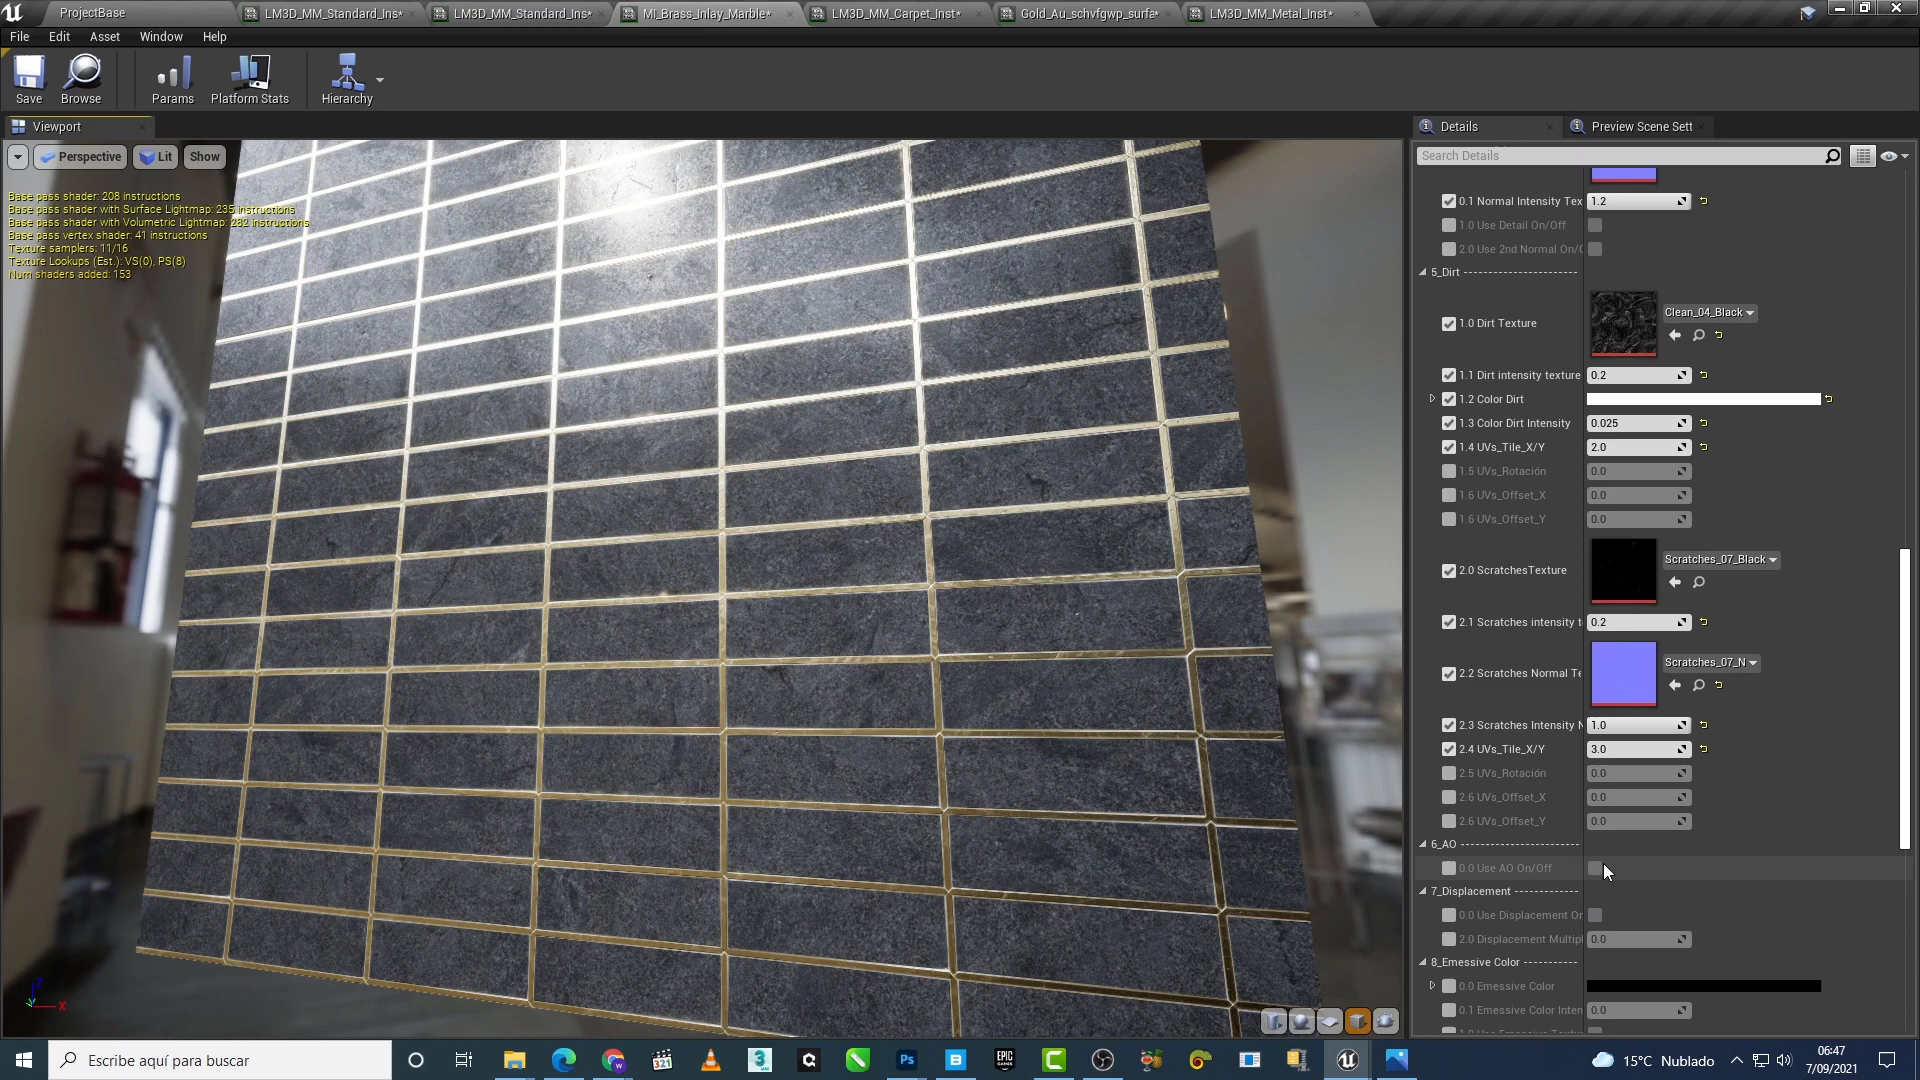 ProjectBase
LM3D_MM_Standard_Ins*
LM3D_MM_Standard_Ins*
MI_Brass_Inlay_Marble*
LM3D_MM_Carpet_Inst*
Gold_Au_schvfgwp_surfa*
LM3D_MM_Metal_Inst*
File Edit Asset Window Help
Save
Browse
Params
Platform Stats
Hierarchy
Viewport
Details
Preview Scene Sett
Perspective
Lit
Show
Search Details
Base pass shader: 208 instructions
Base pass shader with Surface Lightmap: 235 instructions
Base pass shader with Volumetric Lightmap: 282 instructions
Base pass vertex shader: 41 instructions
Texture samplers: 11/16
Texture Lookups (Est.): VS(0), PS(8)
Num shaders added: 153
0.1 Normal Intensity Tex 1.2
1.0 Use Detail On/Off
2.0 Use 2nd Normal On/O
5_Dirt
1.0 Dirt Texture Clean_04_Black
1.1 Dirt intensity texture 0.2
1.2 Color Dirt
1.3 Color Dirt Intensity 0.025
1.4 UVs_Tile_X/Y 2.0
1.5 UVs_Rotación 0.0
1.6 UVs_Offset_X 0.0
1.6 UVs_Offset_Y 0.0
2.0 ScratchesTexture Scratches_07_Black
2.1 Scratches intensity t 0.2
2.2 Scratches Normal Te Scratches_07_N
2.3 Scratches Intensity N 1.0
2.4 UVs_Tile_X/Y 3.0
2.5 UVs_Rotación 0.0
2.6 UVs_Offset_X 0.0
2.6 UVs_Offset_Y 0.0
6_AO
0.0 Use AO On/Off
7_Displacement
0.0 Use Displacement On
2.0 Displacement Multipl 0.0
8_Emessive Color
0.0 Emessive Color
0.1 Emessive Color Inten 0.0
Z
X
Escribe aquí para buscar
321
3
Ps
B
EPIC GAMES
C
15°C Nublado
06:47
7/09/2021